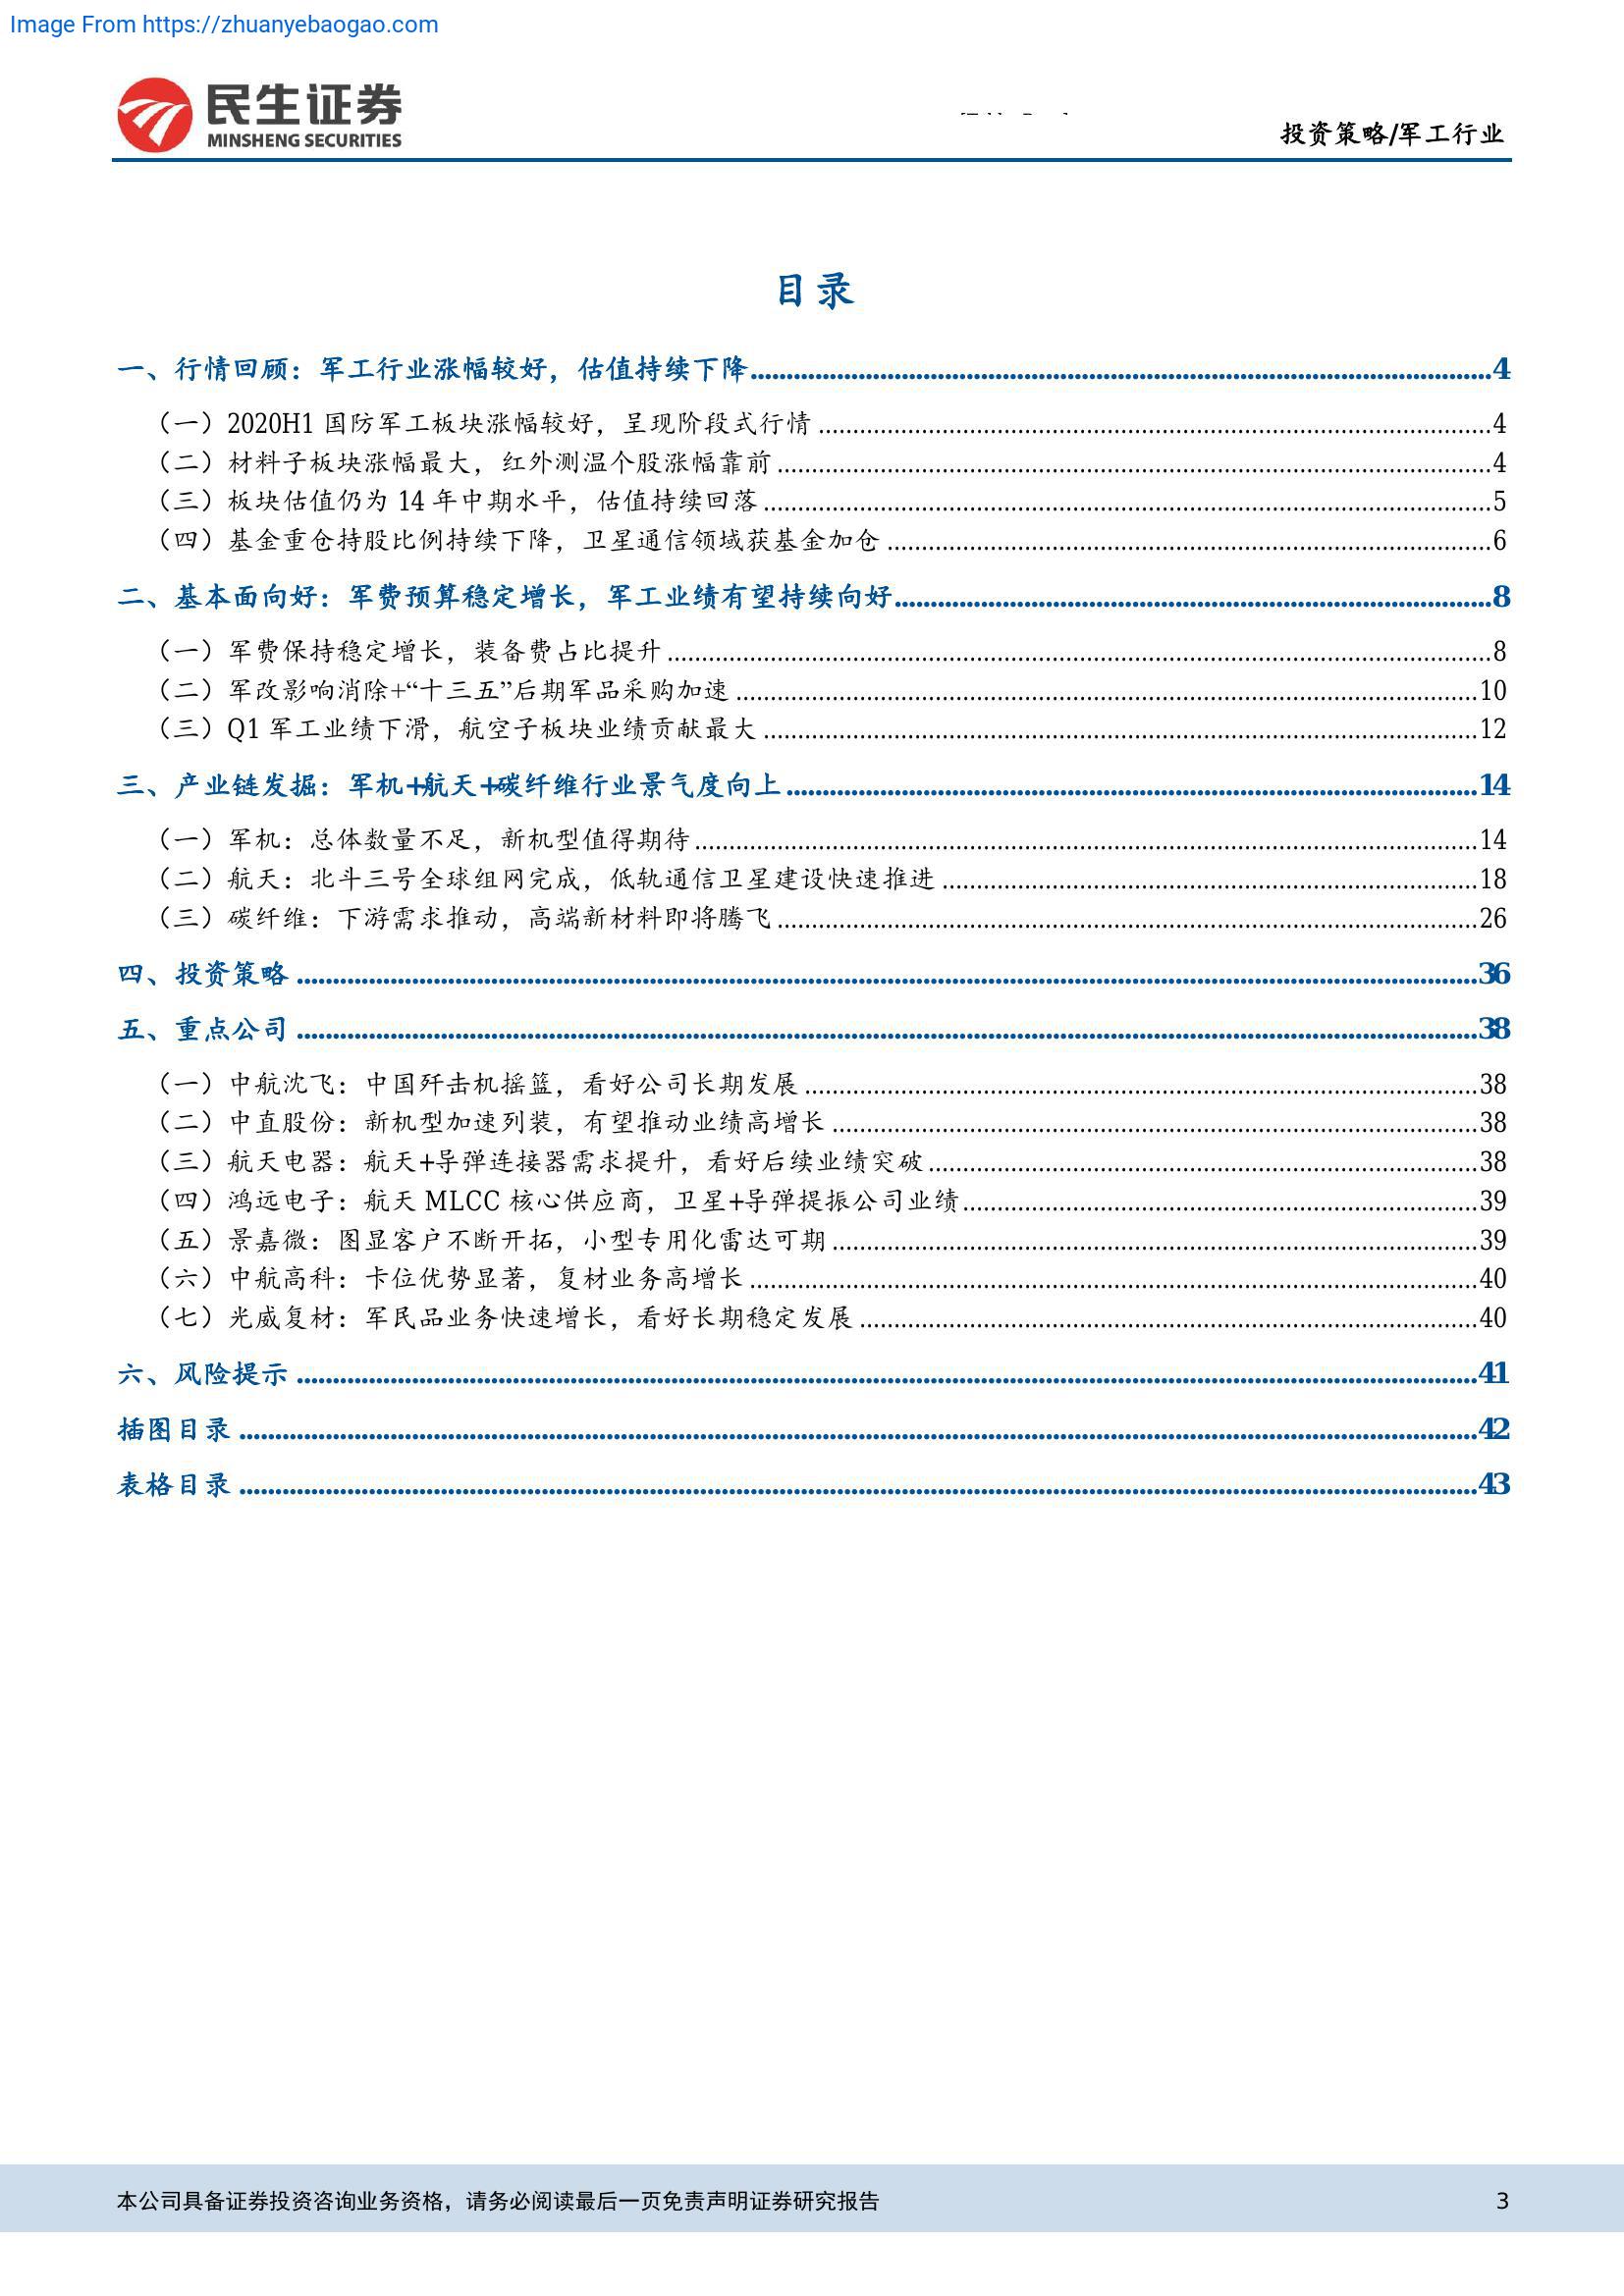 Image From https://zhuanyebaogao.com
民生证券
MINSHENG SECURITIES
投资策略/军工行业
目录
一、行情回顾：军工行业涨幅较好，估值持续下降 4
（一）2020H1 国防军工板块涨幅较好，呈现阶段式行情 4
（二）材料子板块涨幅最大，红外测温个股涨幅靠前 4
（三）板块估值仍为 14 年中期水平，估值持续回落 5
（四）基金重仓持股比例持续下降，卫星通信领域获基金加仓 6
二、基本面向好：军费预算稳定增长，军工业绩有望持续向好 8
（一）军费保持稳定增长，装备费占比提升 8
（二）军改影响消除+“十三五”后期军品采购加速 10
（三）Q1 军工业绩下滑，航空子板块业绩贡献最大 12
三、产业链发掘：军机+航天+碳纤维行业景气度向上 14
（一）军机：总体数量不足，新机型值得期待 14
（二）航天：北斗三号全球组网完成，低轨通信卫星建设快速推进 18
（三）碳纤维：下游需求推动，高端新材料即将腾飞 26
四、投资策略 36
五、重点公司 38
（一）中航沈飞：中国歼击机摇篮，看好公司长期发展 38
（二）中直股份：新机型加速列装，有望推动业绩高增长 38
（三）航天电器：航天+导弹连接器需求提升，看好后续业绩突破 38
（四）鸿远电子：航天 MLCC 核心供应商，卫星+导弹提振公司业绩 39
（五）景嘉微：图显客户不断开拓，小型专用化雷达可期 39
（六）中航高科：卡位优势显著，复材业务高增长 40
（七）光威复材：军民品业务快速增长，看好长期稳定发展 40
六、风险提示 41
插图目录 42
表格目录 43
本公司具备证券投资咨询业务资格，请务必阅读最后一页免责声明证券研究报告 3